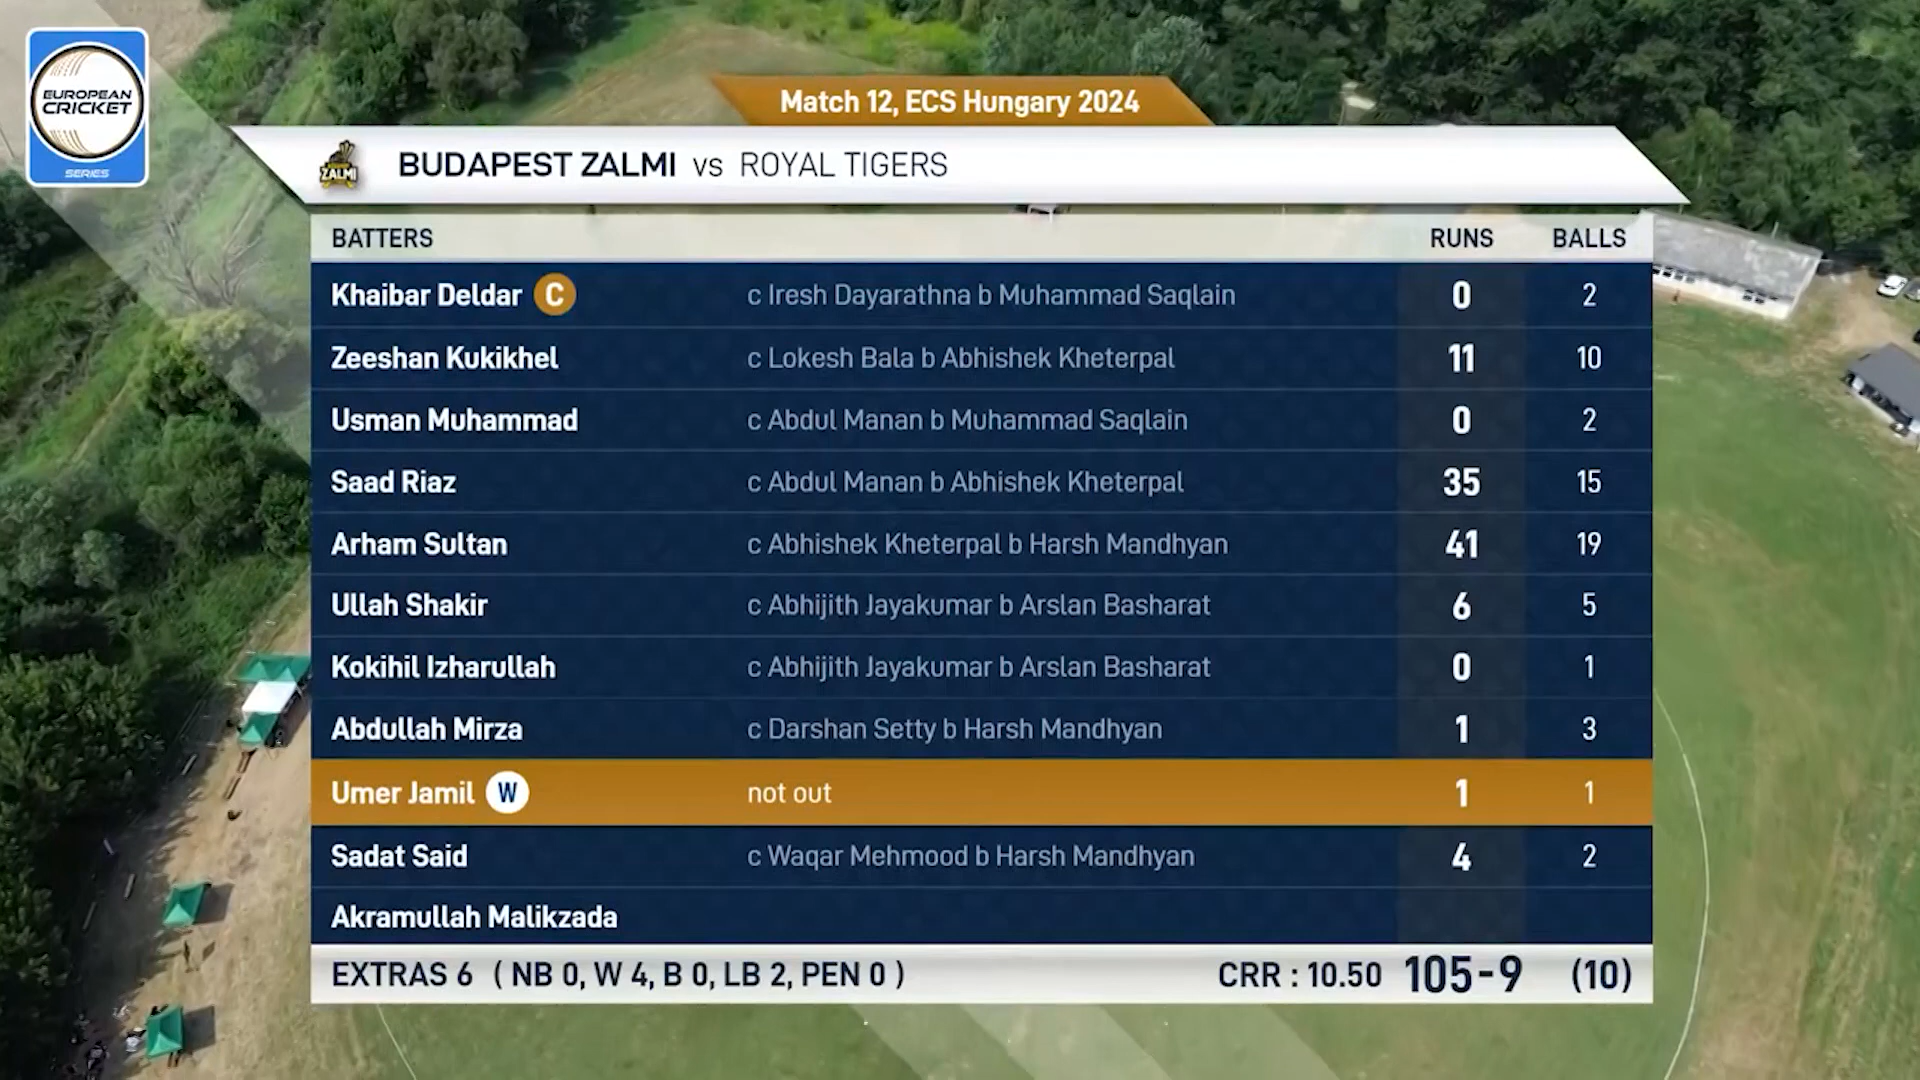 EUROPEAN
CRICKET
SERIES
Match 12, ECS Hungary 2024
ZALMI
BUDAPEST ZALMI vs ROYAL TIGERS
BATTERS RUNS BALLS
Khaibar Deldar C c Iresh Dayarathna b Muhammad Saqlain 0 2
Zeeshan Kukikhel c Lokesh Bala b Abhishek Kheterpal 11 10
Usman Muhammad c Abdul Manan b Muhammad Saqlain 0 2
Saad Riaz c Abdul Manan b Abhishek Kheterpal 35 15
Arham Sultan c Abhishek Kheterpal b Harsh Mandhyan 41 19
Ullah Shakir c Abhijith Jayakumar b Arslan Basharat 6 5
Kokihil Izharullah c Abhijith Jayakumar b Arslan Basharat 0 1
Abdullah Mirza c Darshan Setty b Harsh Mandhyan 1 3
Umer Jamil W not out 1 1
Sadat Said c Waqar Mehmood b Harsh Mandhyan 4 2
Akramullah Malikzada
EXTRAS 6 ( NB 0, W 4, B 0, LB 2, PEN 0 ) CRR : 10.50 105-9 (10)